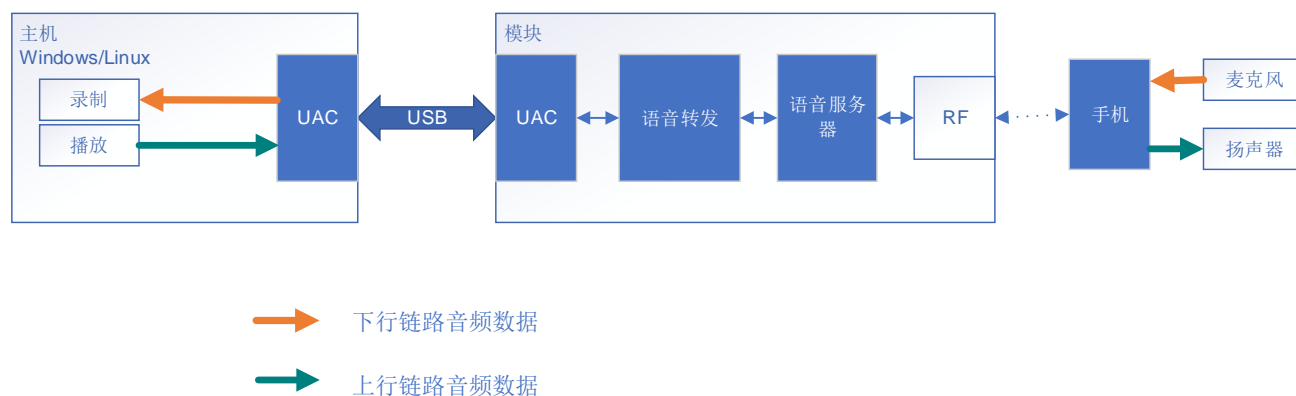 主机
Windows/Linux
录制
播放
UAC
USB
模块
UAC
语音转发
语音服务
器
RF
手机
麦克风
扬声器
下行链路音频数据
上行链路音频数据